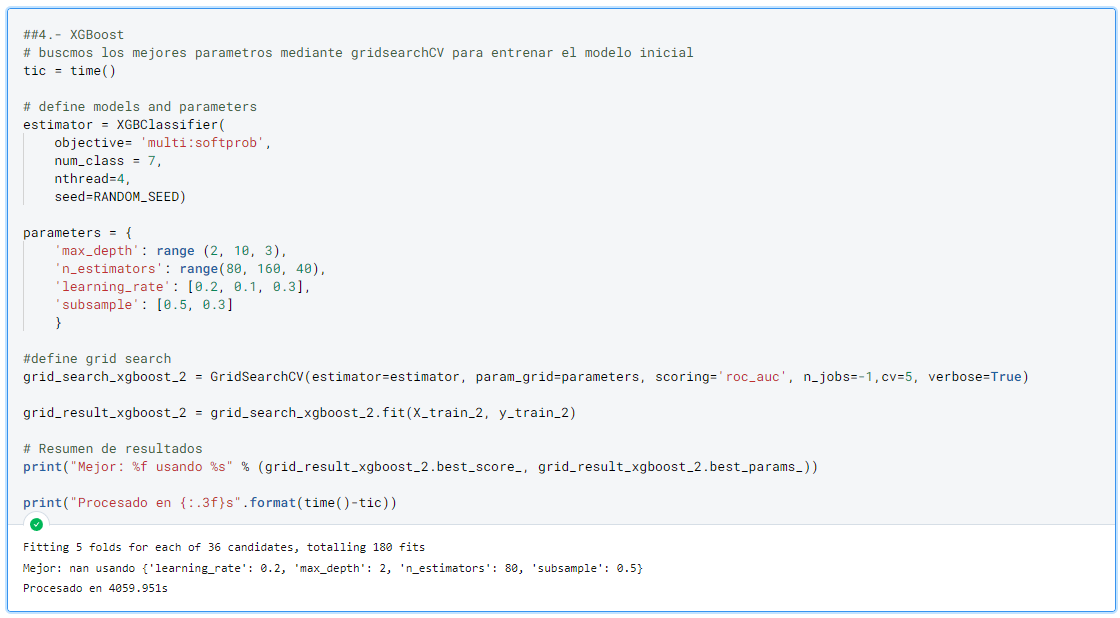 ##4.- XGBoost
# buscmos los mejores parametros mediante gridsearchCV para entrenar el modelo inicial
tic = time()
# define models and parameters
estimator = XGBClassifier(
objective= 'multi:softprob',
num_class = 7,
nthread=4,
seed=RANDOM_SEED)
parameters = {
'max_depth': range (2, 10, 3),
'n_estimators': range(80, 160, 40),
'learning_rate': [0.2, 0.1, 0.3],
'subsample': [0.5, 0.3]
}
#define grid search
grid_search_xgboost_2 = GridSearchCV(estimator=estimator, param_grid=parameters, scoring='roc_auc', n_jobs=-1,cv=5, verbose=True)
grid_result_xgboost_2 = grid_search_xgboost_2.fit(X_train_2, y_train_2)
# Resumen de resultados
print("Mejor: %f usando %s" % (grid_result_xgboost_2.best_score_, grid_result_xgboost_2.best_params_))
print("Procesado en {:.3f}s".format(time()-tic))
Fitting 5 folds for each of 36 candidates, totalling 180 fits
Mejor: nan usando {'learning_rate': 0.2, 'max_depth': 2, 'n_estimators': 80, 'subsample': 0.5}
Procesado en 4059.951s